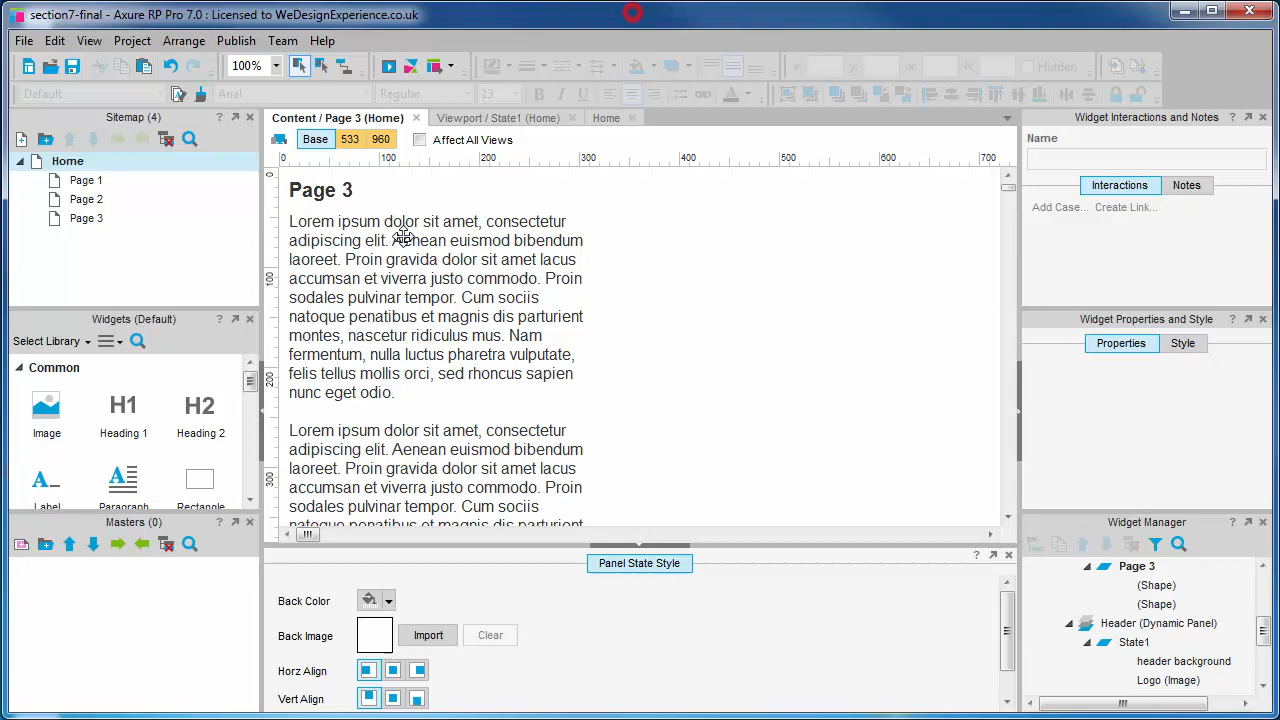 section7-final - Axure RP Pro 7.0 : Licensed to WeDesignExperience.co.uk
File Edit View Project Arrange Publish Team Help
100%
Hidden
Default Arial Regular 13
Sitemap (4)
Home
Page 1
Page 2
Page 3
Widgets (Default)
Select Library
Common
Image
H1
Heading 1
H2
Heading 2
Label
Paragraph
Rectangle
Masters (0)
Content / Page 3 (Home) Viewport / State1 (Home) Home
Base 533 960 Affect All Views
0 100 200 300 400 500 600 700
0
100
200
300
Page 3
Lorem ipsum dolor sit amet, consectetur
adipiscing elit. Aenean euismod bibendum
laoreet. Proin gravida dolor sit amet lacus
accumsan et viverra justo commodo. Proin
sodales pulvinar tempor. Cum sociis
natoque penatibus et magnis dis parturient
montes, nascetur ridiculus mus. Nam
fermentum, nulla luctus pharetra vulputate,
felis tellus mollis orci, sed rhoncus sapien
nunc eget odio.
Lorem ipsum dolor sit amet, consectetur
adipiscing elit. Aenean euismod bibendum
laoreet. Proin gravida dolor sit amet lacus
accumsan et viverra justo commodo. Proin
sodales pulvinar tempor. Cum sociis
natoque penatibus et magnis dis parturient
Panel State Style
Back Color
Back Image Import Clear
Horz Align
Vert Align
Widget Interactions and Notes
Name
Interactions Notes
Add Case... Create Link...
Widget Properties and Style
Properties Style
Widget Manager
Page 3
(Shape)
(Shape)
Header (Dynamic Panel)
State1
header background
Logo (Image)